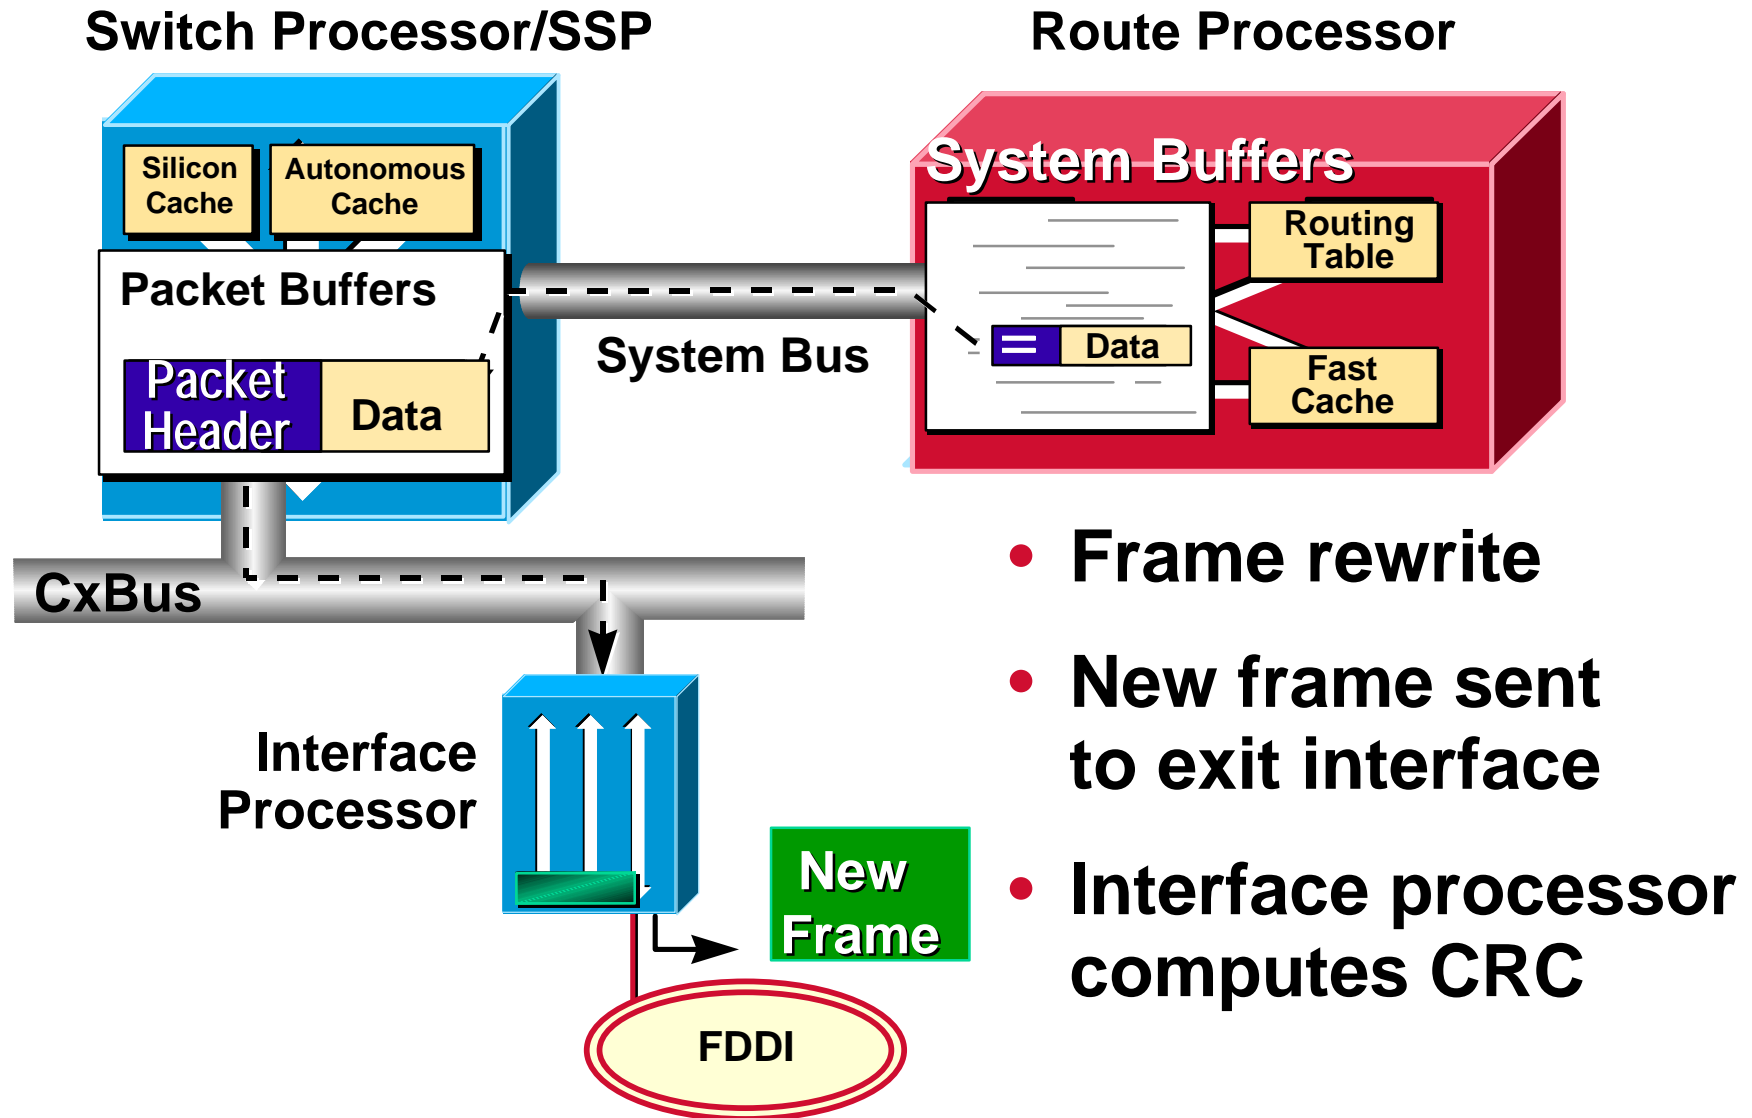 Switch Processor/SSP
Route Processor
Silicon
Cache
Autonomous
Cache
System Buffers
Routing
Table
Packet Buffers
System Bus
Data
Fast
Cache
Packet
Header
Data
CxBus
Interface
Processor
New
Frame
FDDI
• Frame rewrite
• New frame sent
to exit interface
• Interface processor
computes CRC